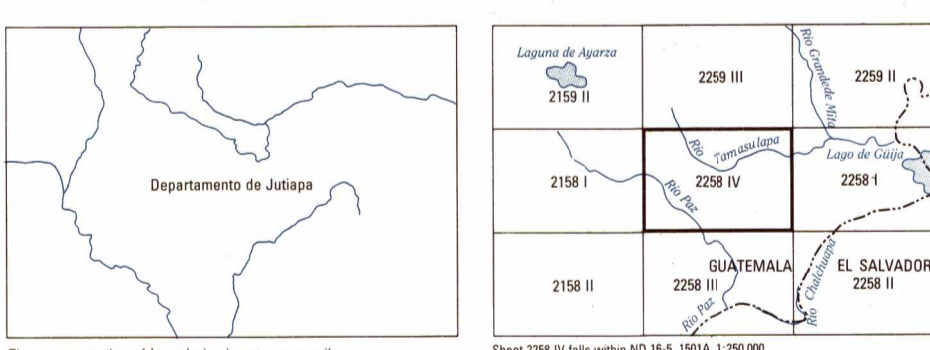 Departamento de Jutiapa
Laguna de Ayarza
2159 II
2259 III
Río Grande de Mita
2259 II
2158 I
Río Tamasulapa
2258 IV
Río Paz
Lago de Güija
2258 I
2158 II
GUATEMALA
2258 III
Río Paz
Río Chalchuapa
EL SALVADOR
2258 II
Sheet 2258 IV falls within ND 16-5, 1501A, 1:250,000